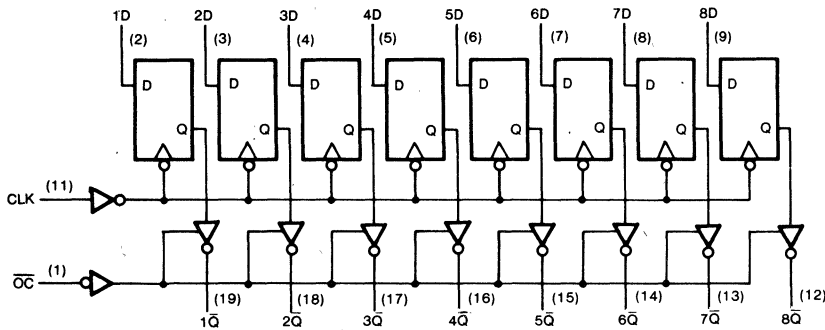 1D 2D 3D 4D 5D 6D 7D 8D
(2) (3) (4) (5) (6) (7) (8) (9)
D D D D D D D D
Q Q Q Q Q Q Q Q
CLK (11)
O̅C̅ (1)
(19) (18) (17) (16) (15) (14) (13) (12)
1Q̅ 2Q̅ 3Q̅ 4Q̅ 5Q̅ 6Q̅ 7Q̅ 8Q̅